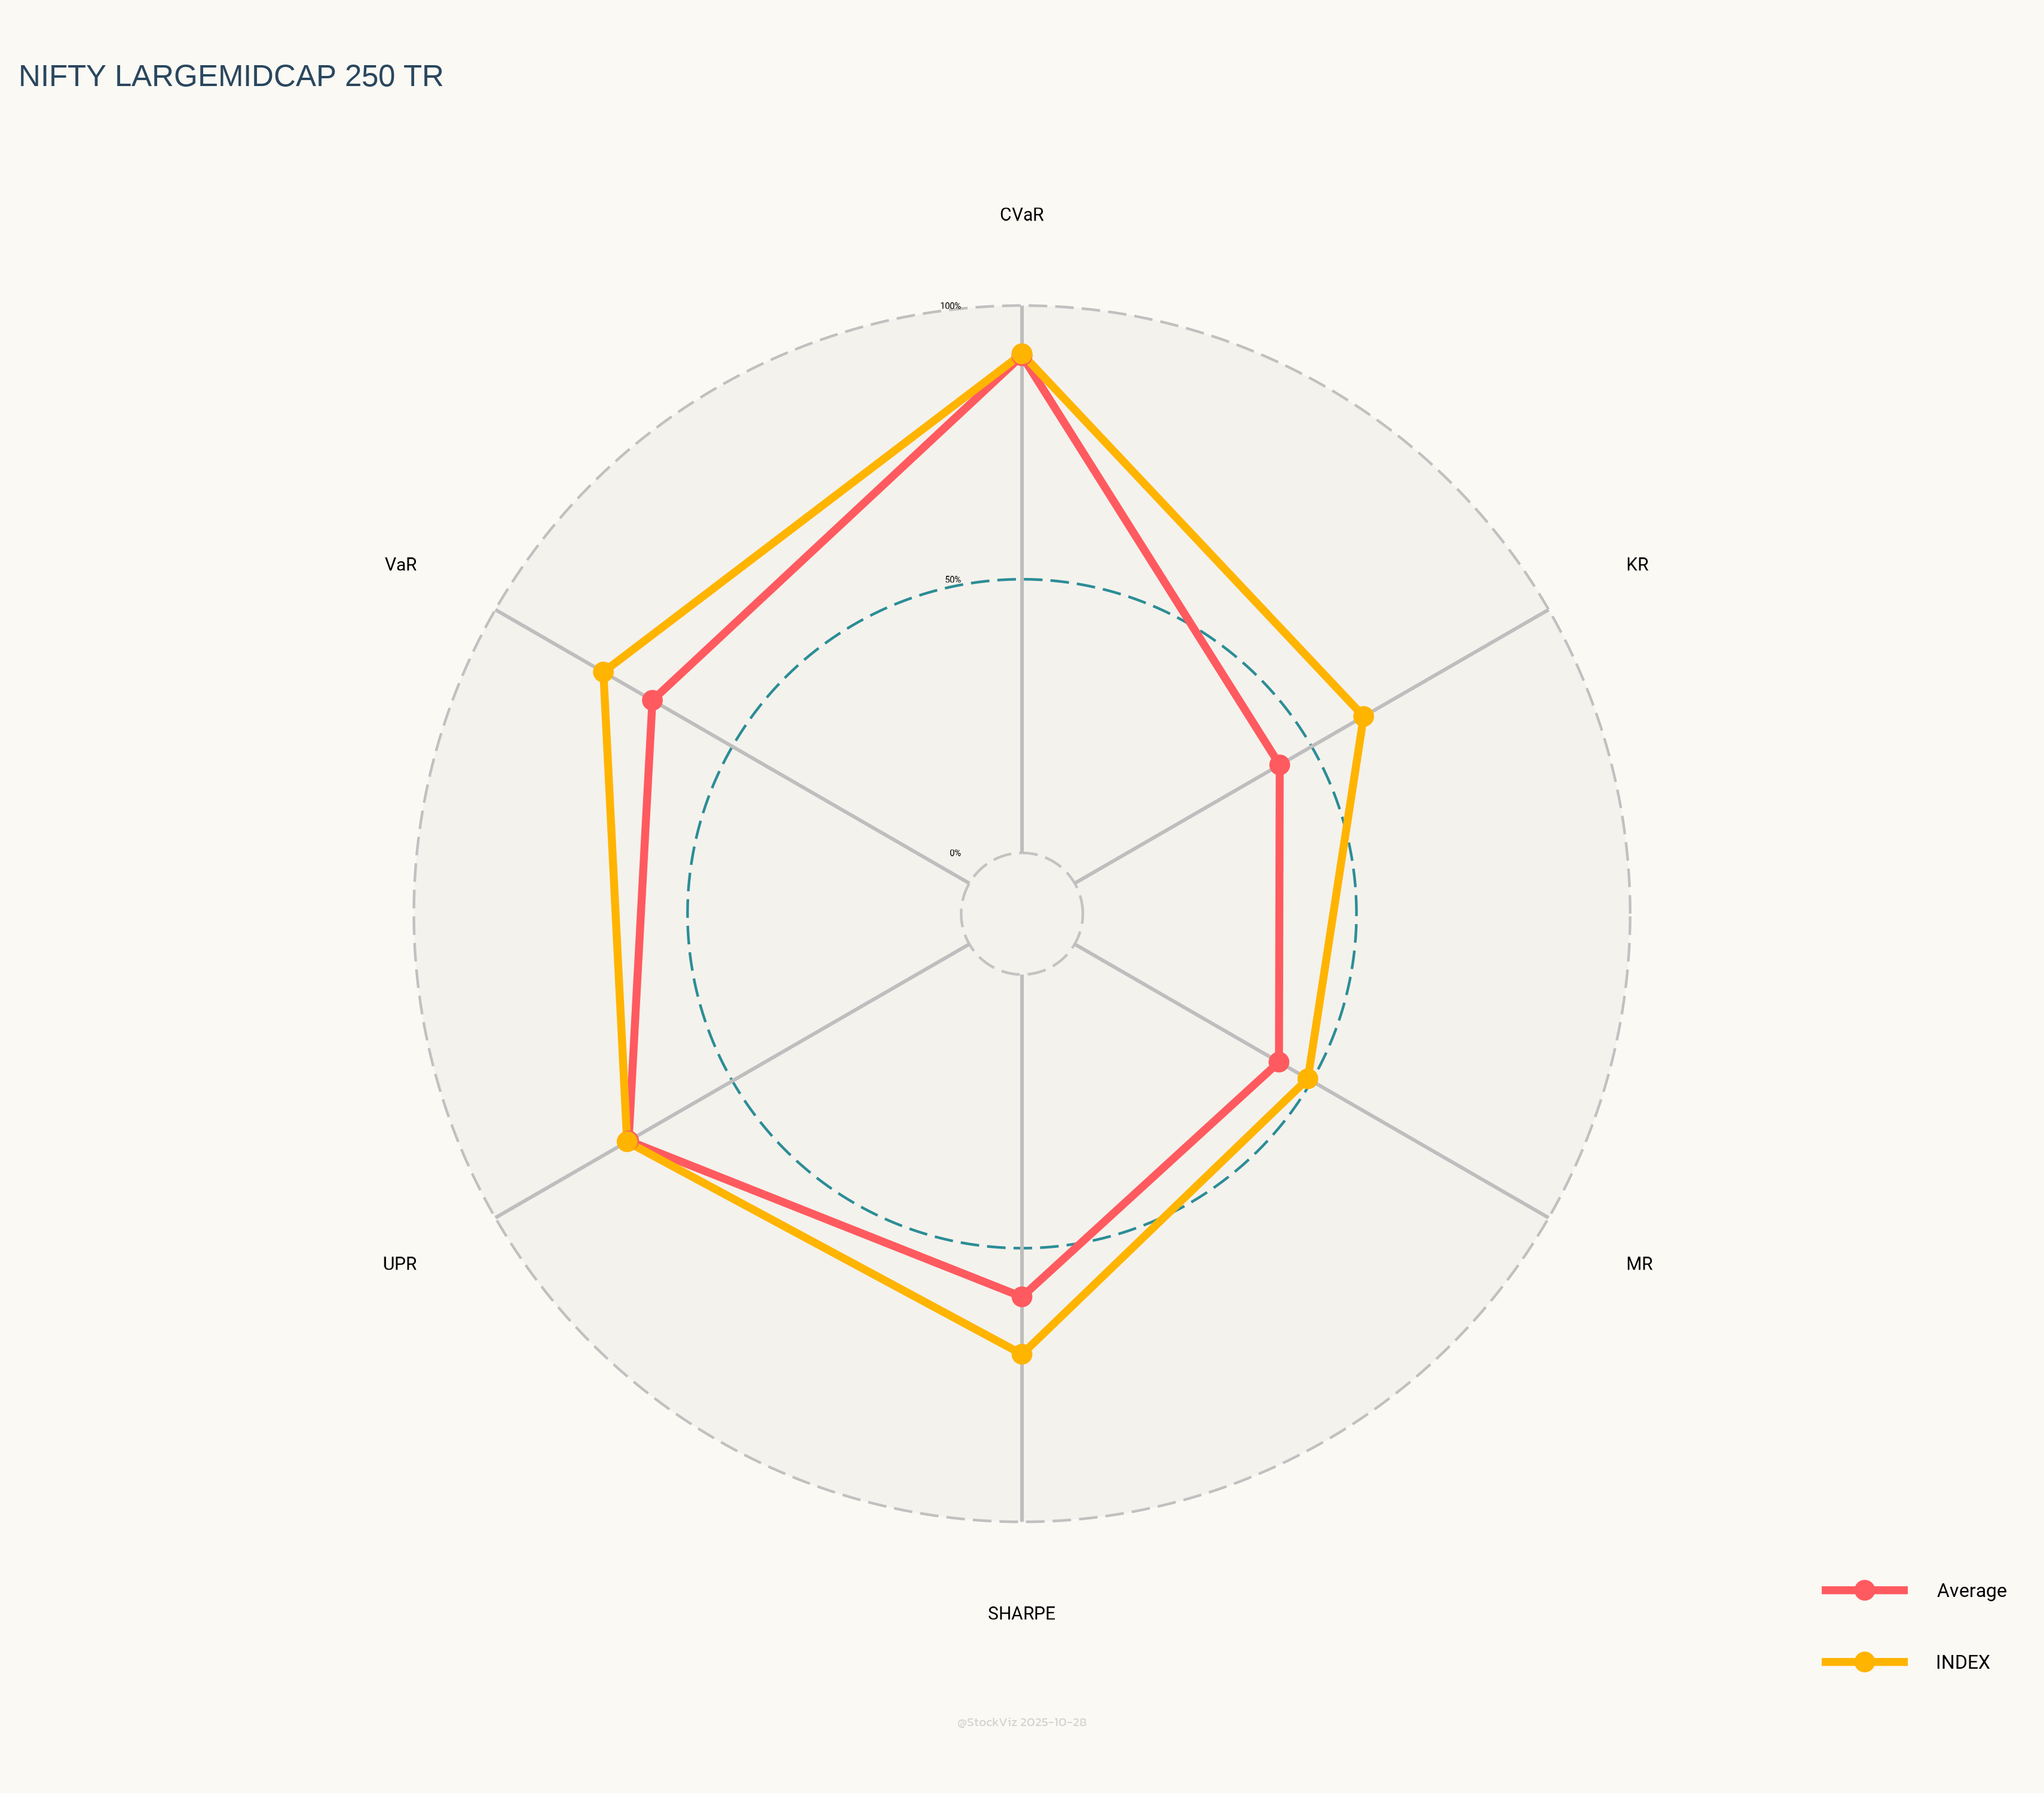 NIFTY LARGEMIDCAP 250 TR
CVaR
100%
VaR
KR
50%
0%
UPR
MR
SHARPE
Average
INDEX
@StockViz 2025-10-28